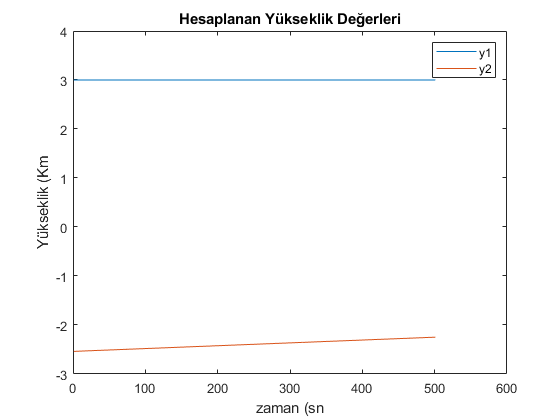 Hesaplanan Yükseklik Değerleri
4
3
2
1
0
-1
-2
-3
Yükseklik (Km
y1
y2
0 100 200 300 400 500 600
zaman (sn